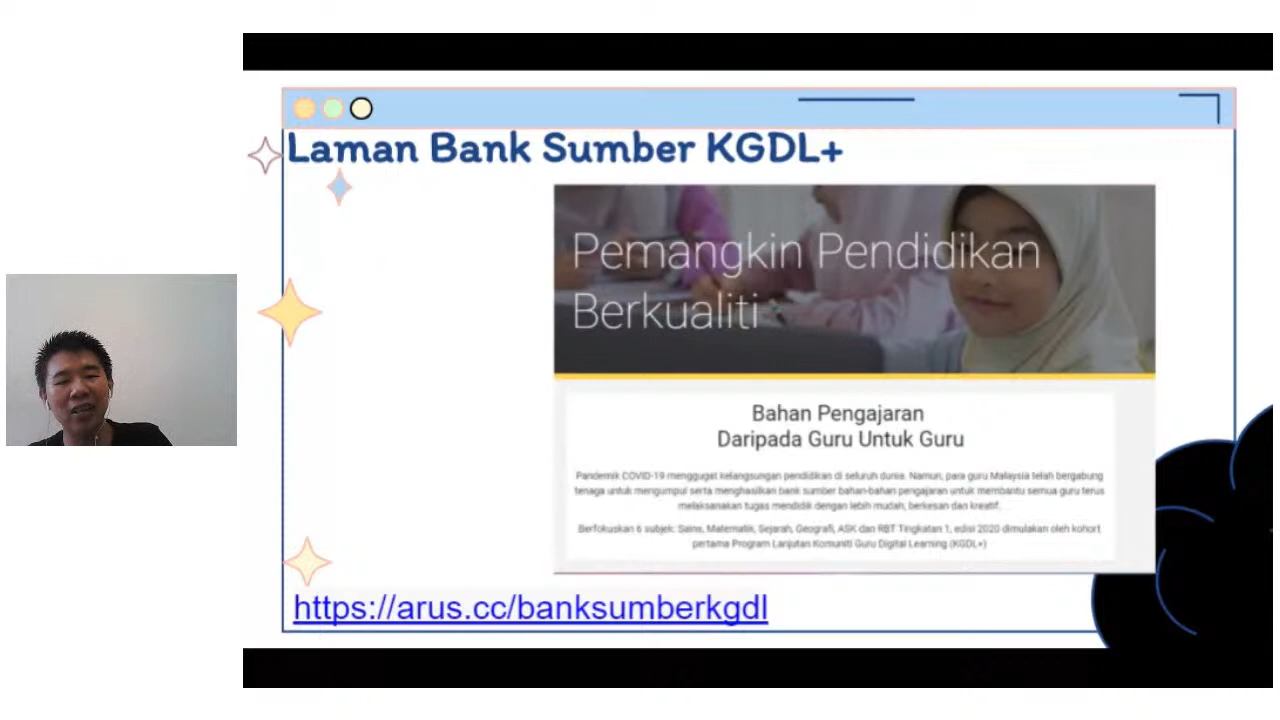 Laman Bank Sumber KGDL+
Pemangkin Pendidikan
Berkualiti
Bahan Pengajaran
Daripada Guru Untuk Guru
Pandemik COVID-19 menggugat kelangsungan pendidikan di seluruh dunia. Namun, para guru Malaysia telah bergabung
tenaga untuk mengumpul serta menghasilkan bank sumber bahan-bahan pengajaran untuk membantu semua guru terus
melaksanakan tugas mendidik dengan lebih mudah, berkesan dan kreatif.
Berfokuskan 6 subjek: Sains, Matematik, Sejarah, Geografi, ASK dan RBT Tingkatan 1, edisi 2020 dimulakan oleh kohort
pertama Program Lanjutan Komuniti Guru Digital Learning (KGDL+)
https://arus.cc/banksumberkgdl